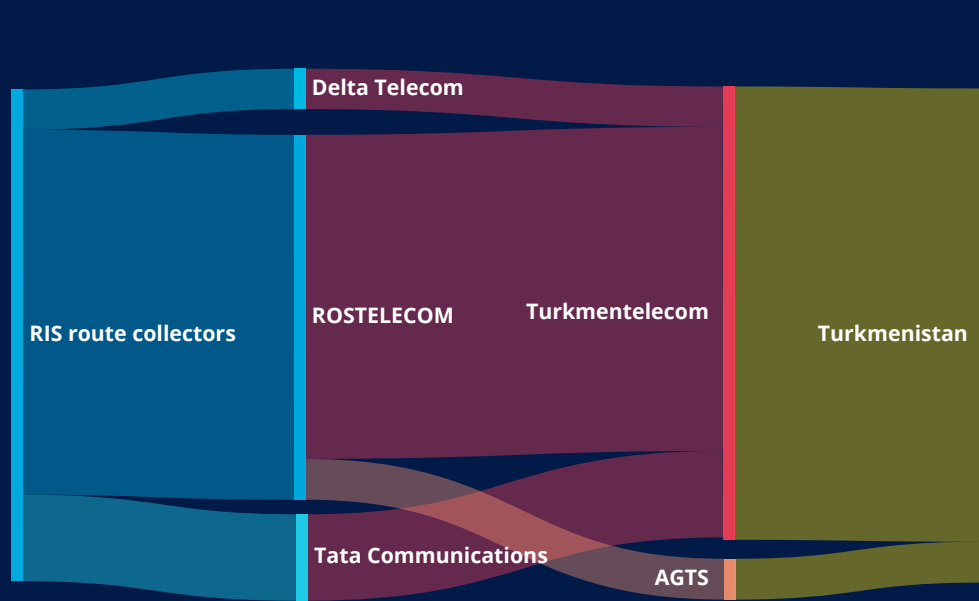 Delta Telecom
ROSTELECOM
Turkmentelecom
RIS route collectors
Turkmenistan
Tata Communications
AGTS